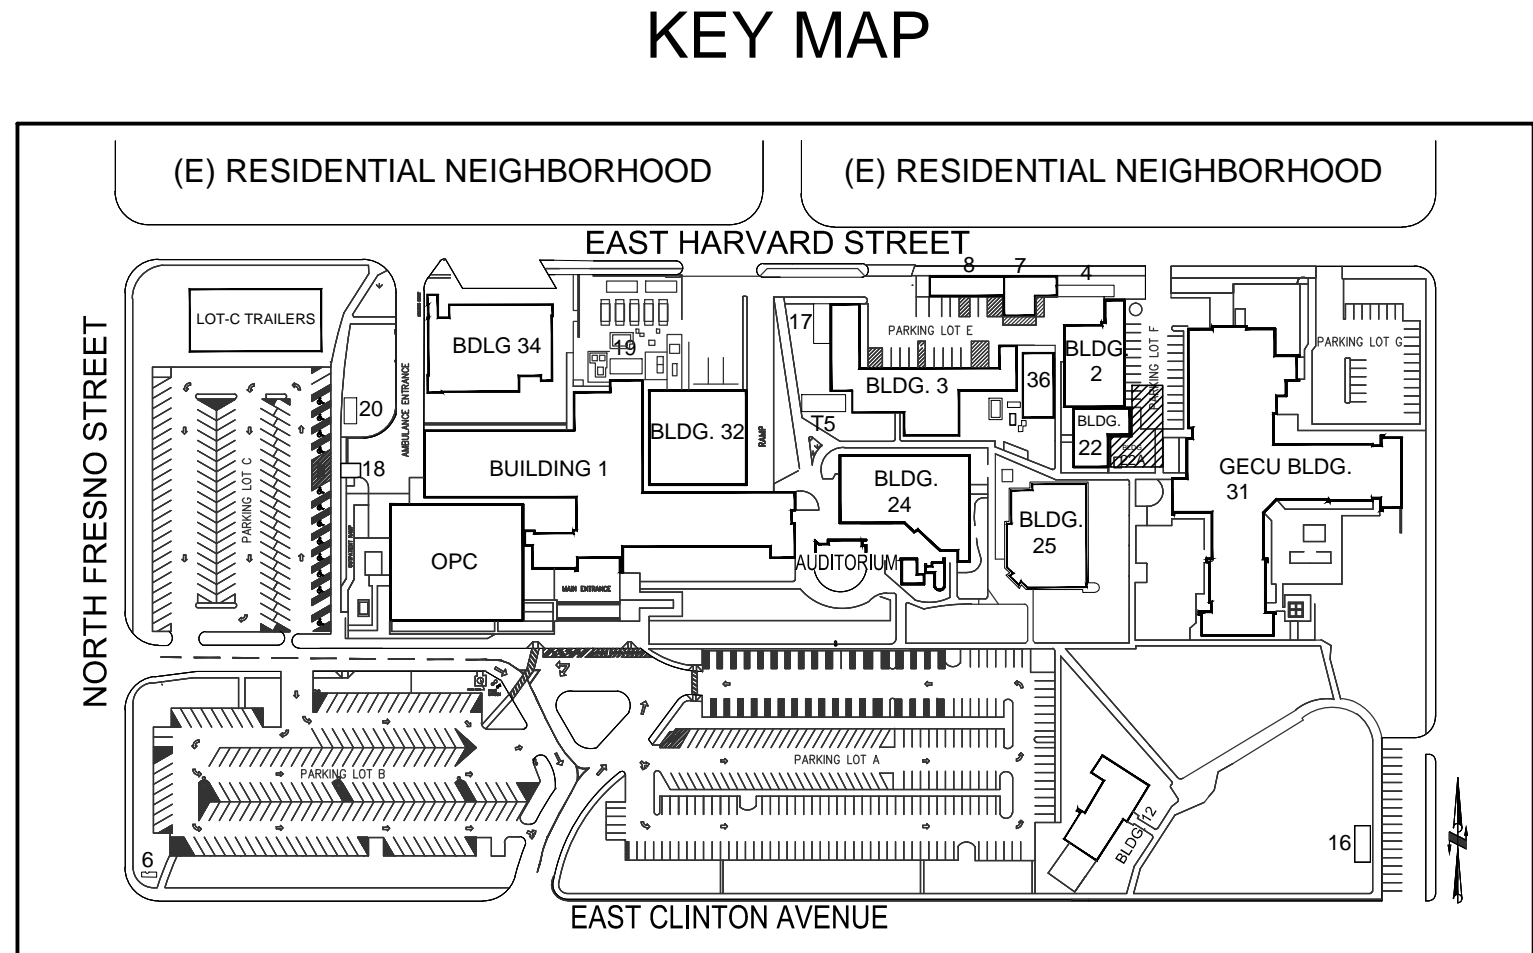 KEY MAP
(E) RESIDENTIAL NEIGHBORHOOD
(E) RESIDENTIAL NEIGHBORHOOD
EAST HARVARD STREET
8
7
4
LOT-C TRAILERS
BDLG 34
19
17
PARKING LOT E
BLDG.
2
PARKING LOT F
PARKING LOT G
BLDG. 3
36
20
AMBULANCE ENTRANCE
T5
BLDG. 32
RAMP
BLDG.
22
BLDG.
22A
NORTH FRESNO STREET
PARKING LOT C
18
BUILDING 1
BLDG.
24
GECU BLDG.
31
BLDG.
25
OPC
AUDITORIUM
MAIN ENTRANCE
PARKING LOT B
PARKING LOT A
BLDG. 12
16
6
EAST CLINTON AVENUE